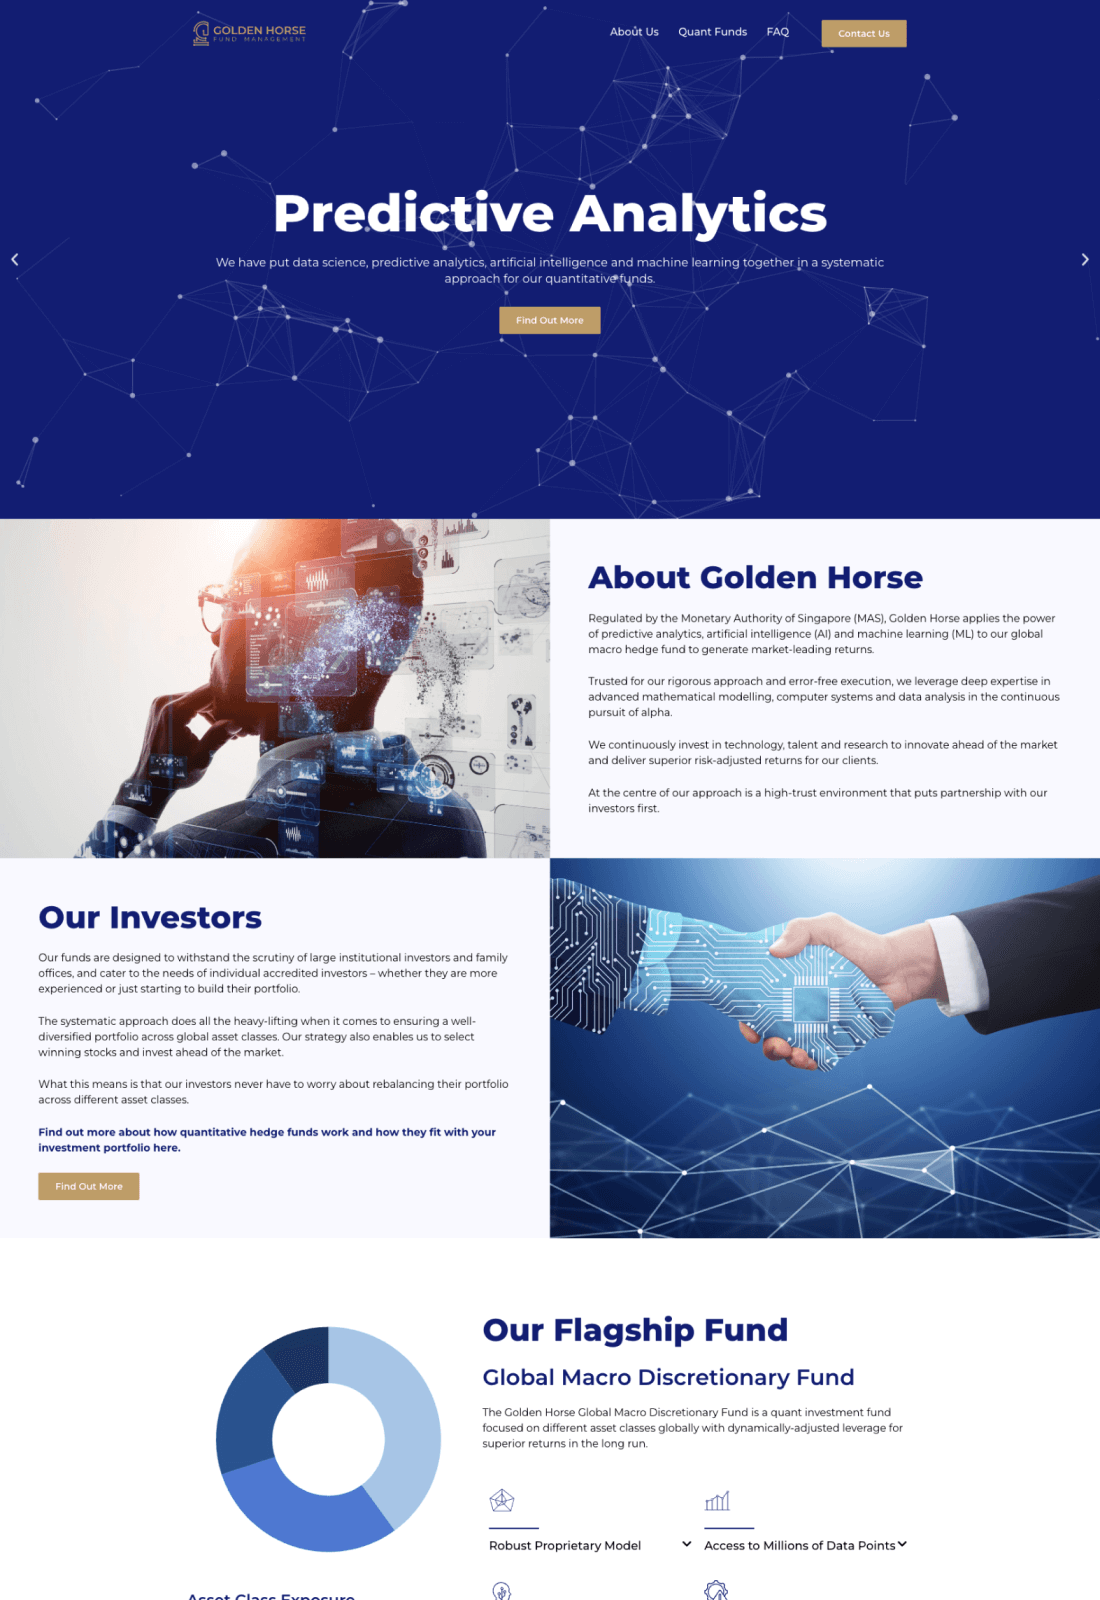 GOLDEN HORSE
FUND MANAGEMENT
About Us
Quant Funds
FAQ
Contact Us
Predictive Analytics
We have put data science, predictive analytics, artificial intelligence and machine learning together in a systematic
approach for our quantitative funds.
Find Out More
About Golden Horse
Regulated by the Monetary Authority of Singapore (MAS), Golden Horse applies the power
of predictive analytics, artificial intelligence (AI) and machine learning (ML) to our global
macro hedge fund to generate market-leading returns.
Trusted for our rigorous approach and error-free execution, we leverage deep expertise in
advanced mathematical modelling, computer systems and data analysis in the continuous
pursuit of alpha.
We continuously invest in technology, talent and research to innovate ahead of the market
and deliver superior risk-adjusted returns for our clients.
At the centre of our approach is a high-trust environment that puts partnership with our
investors first.
Our Investors
Our funds are designed to withstand the scrutiny of large institutional investors and family
offices, and cater to the needs of individual accredited investors – whether they are more
experienced or just starting to build their portfolio.
The systematic approach does all the heavy-lifting when it comes to ensuring a well-
diversified portfolio across global asset classes. Our strategy also enables us to select
winning stocks and invest ahead of the market.
What this means is that our investors never have to worry about rebalancing their portfolio
across different asset classes.
Find out more about how quantitative hedge funds work and how they fit with your
investment portfolio here.
Find Out More
Our Flagship Fund
Global Macro Discretionary Fund
The Golden Horse Global Macro Discretionary Fund is a quant investment fund
focused on different asset classes globally with dynamically-adjusted leverage for
superior returns in the long run.
Robust Proprietary Model
Access to Millions of Data Points
Asset Class Exposure